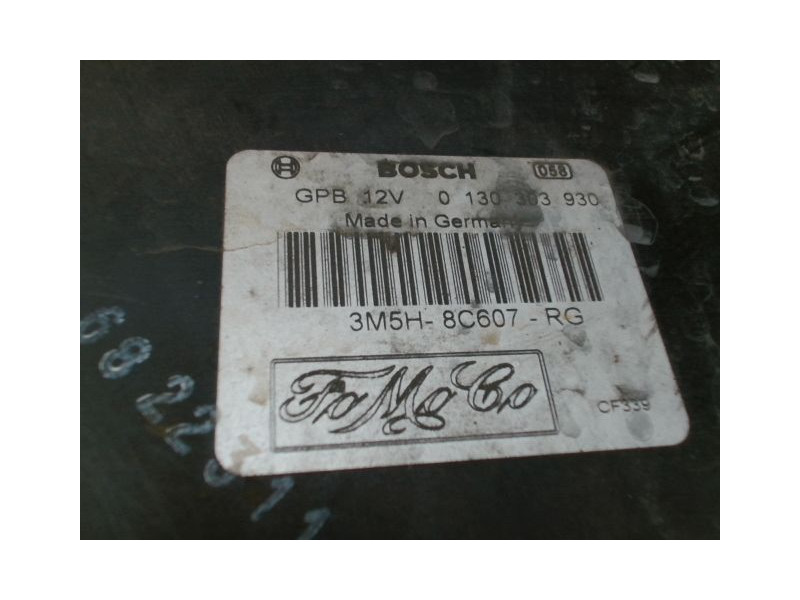 BOSCH 058
GPB 12V 0 130 303 930
Made in Germany
3M5H- 8C607 - RG
FoMoCo
CF339